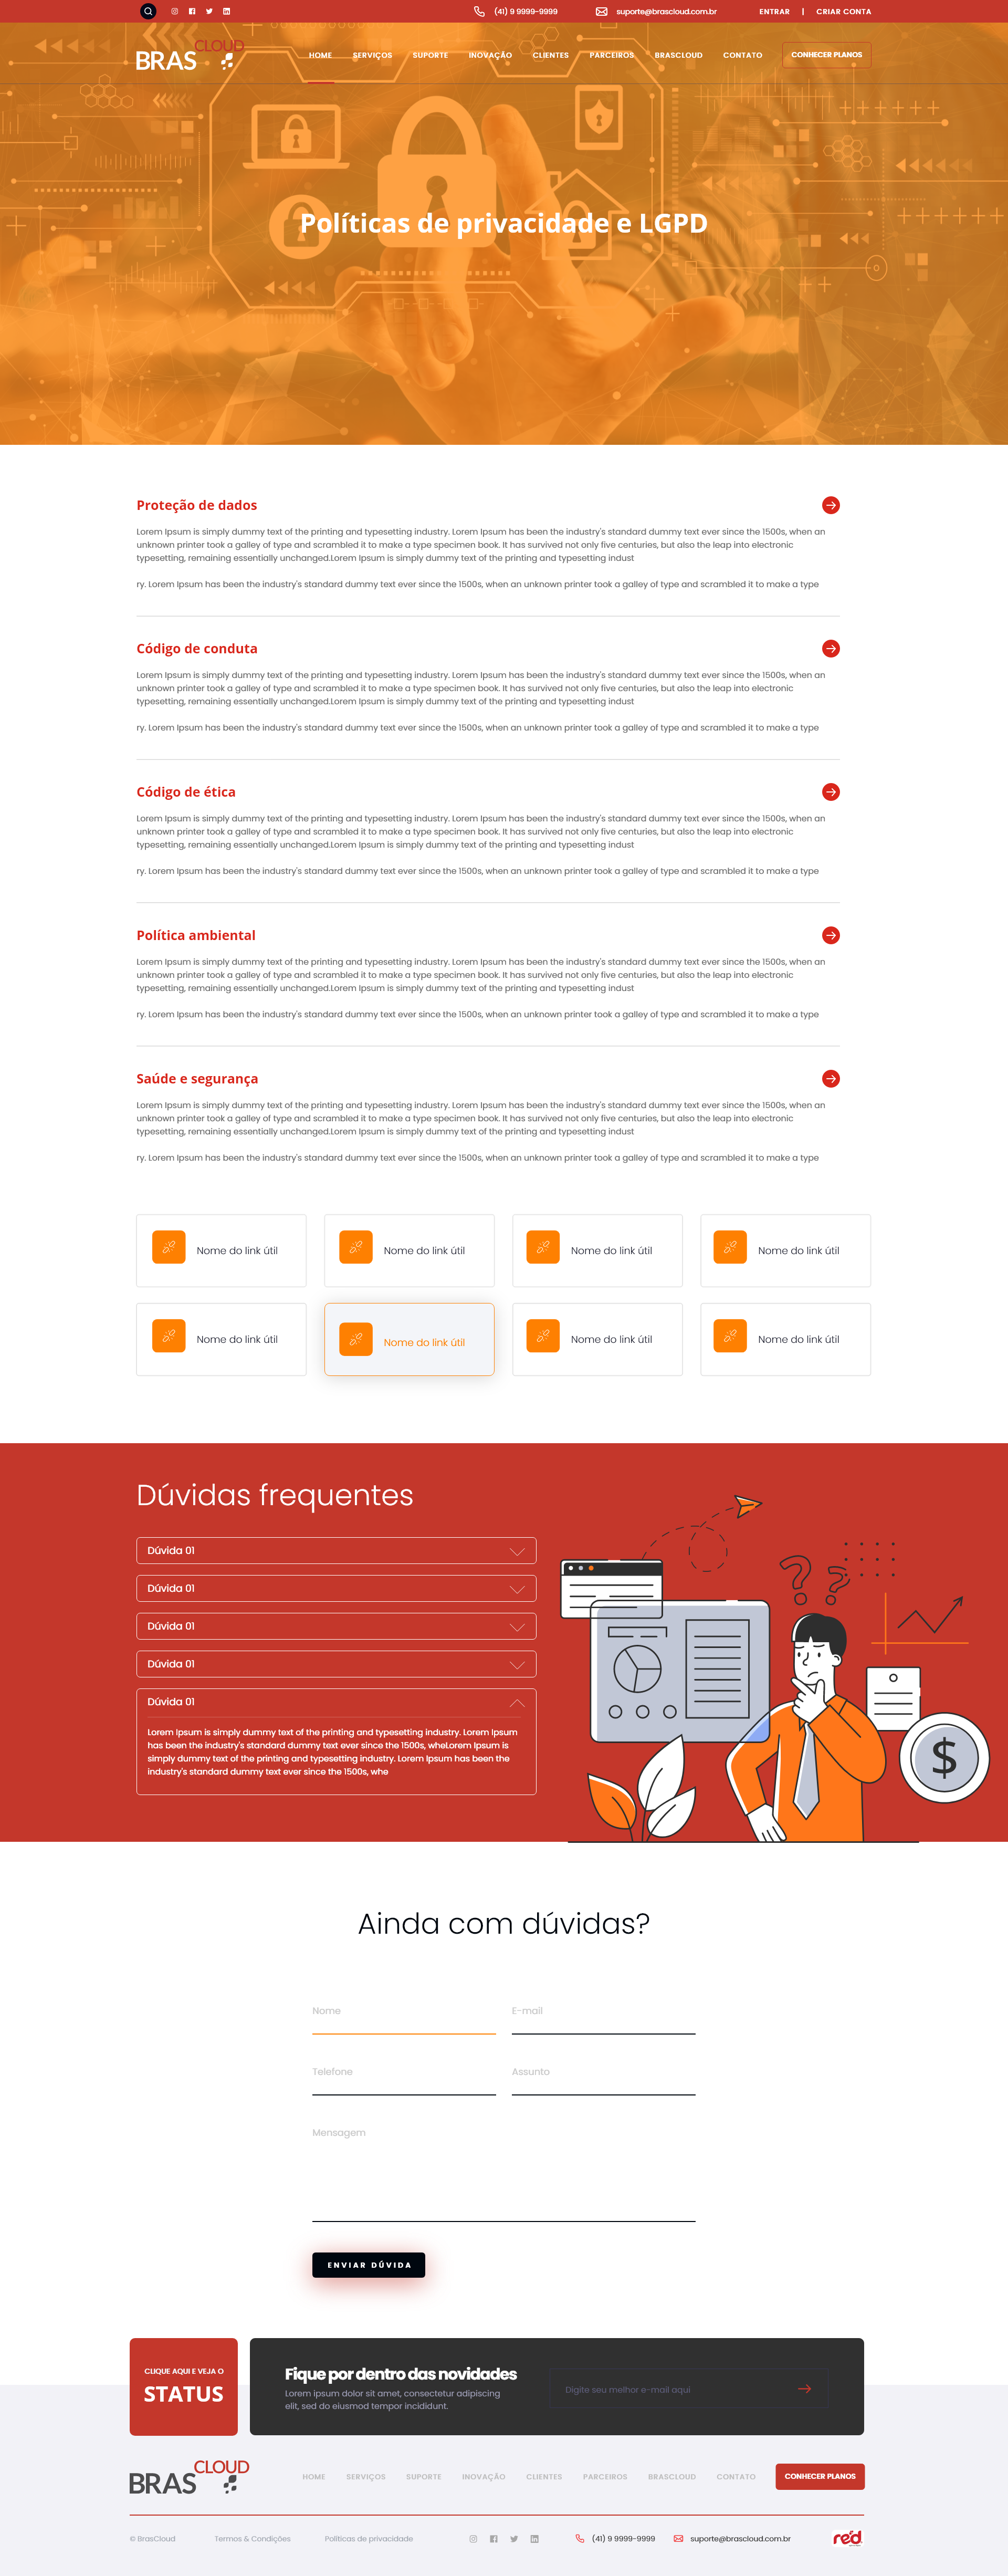 (41) 9 9999-9999
suporte@brascloud.com.br
ENTRAR | CRIAR CONTA
BRAS CLOUD
HOME SERVIÇOS SUPORTE INOVAÇÃO CLIENTES PARCEIROS BRASCLOUD CONTATO CONHECER PLANOS
Políticas de privacidade e LGPD
0
Proteção de dados
Lorem Ipsum is simply dummy text of the printing and typesetting industry. Lorem Ipsum has been the industry's standard dummy text ever since the 1500s, when an
unknown printer took a galley of type and scrambled it to make a type specimen book. It has survived not only five centuries, but also the leap into electronic
typesetting, remaining essentially unchanged.Lorem Ipsum is simply dummy text of the printing and typesetting indust
ry. Lorem Ipsum has been the industry's standard dummy text ever since the 1500s, when an unknown printer took a galley of type and scrambled it to make a type
Código de conduta
Lorem Ipsum is simply dummy text of the printing and typesetting industry. Lorem Ipsum has been the industry's standard dummy text ever since the 1500s, when an
unknown printer took a galley of type and scrambled it to make a type specimen book. It has survived not only five centuries, but also the leap into electronic
typesetting, remaining essentially unchanged.Lorem Ipsum is simply dummy text of the printing and typesetting indust
ry. Lorem Ipsum has been the industry's standard dummy text ever since the 1500s, when an unknown printer took a galley of type and scrambled it to make a type
Código de ética
Lorem Ipsum is simply dummy text of the printing and typesetting industry. Lorem Ipsum has been the industry's standard dummy text ever since the 1500s, when an
unknown printer took a galley of type and scrambled it to make a type specimen book. It has survived not only five centuries, but also the leap into electronic
typesetting, remaining essentially unchanged.Lorem Ipsum is simply dummy text of the printing and typesetting indust
ry. Lorem Ipsum has been the industry's standard dummy text ever since the 1500s, when an unknown printer took a galley of type and scrambled it to make a type
Política ambiental
Lorem Ipsum is simply dummy text of the printing and typesetting industry. Lorem Ipsum has been the industry's standard dummy text ever since the 1500s, when an
unknown printer took a galley of type and scrambled it to make a type specimen book. It has survived not only five centuries, but also the leap into electronic
typesetting, remaining essentially unchanged.Lorem Ipsum is simply dummy text of the printing and typesetting indust
ry. Lorem Ipsum has been the industry's standard dummy text ever since the 1500s, when an unknown printer took a galley of type and scrambled it to make a type
Saúde e segurança
Lorem Ipsum is simply dummy text of the printing and typesetting industry. Lorem Ipsum has been the industry's standard dummy text ever since the 1500s, when an
unknown printer took a galley of type and scrambled it to make a type specimen book. It has survived not only five centuries, but also the leap into electronic
typesetting, remaining essentially unchanged.Lorem Ipsum is simply dummy text of the printing and typesetting indust
ry. Lorem Ipsum has been the industry's standard dummy text ever since the 1500s, when an unknown printer took a galley of type and scrambled it to make a type
Nome do link útil
Nome do link útil
Nome do link útil
Nome do link útil
Nome do link útil
Nome do link útil
Nome do link útil
Nome do link útil
Dúvidas frequentes
Dúvida 01
Dúvida 01
Dúvida 01
Dúvida 01
Dúvida 01
Lorem Ipsum is simply dummy text of the printing and typesetting industry. Lorem Ipsum
has been the industry's standard dummy text ever since the 1500s, wheLorem Ipsum is
simply dummy text of the printing and typesetting industry. Lorem Ipsum has been the
industry's standard dummy text ever since the 1500s, whe
? ?
$
Ainda com dúvidas?
Nome
E-mail
Telefone
Assunto
Mensagem
ENVIAR DÚVIDA
CLIQUE AQUI E VEJA O
STATUS
Fique por dentro das novidades
Lorem ipsum dolor sit amet, consectetur adipiscing
elit, sed do eiusmod tempor incididunt.
Digite seu melhor e-mail aqui
BRAS CLOUD
HOME SERVIÇOS SUPORTE INOVAÇÃO CLIENTES PARCEIROS BRASCLOUD CONTATO CONHECER PLANOS
© BrasCloud
Termos & Condições
Políticas de privacidade
(41) 9 9999-9999
suporte@brascloud.com.br
red